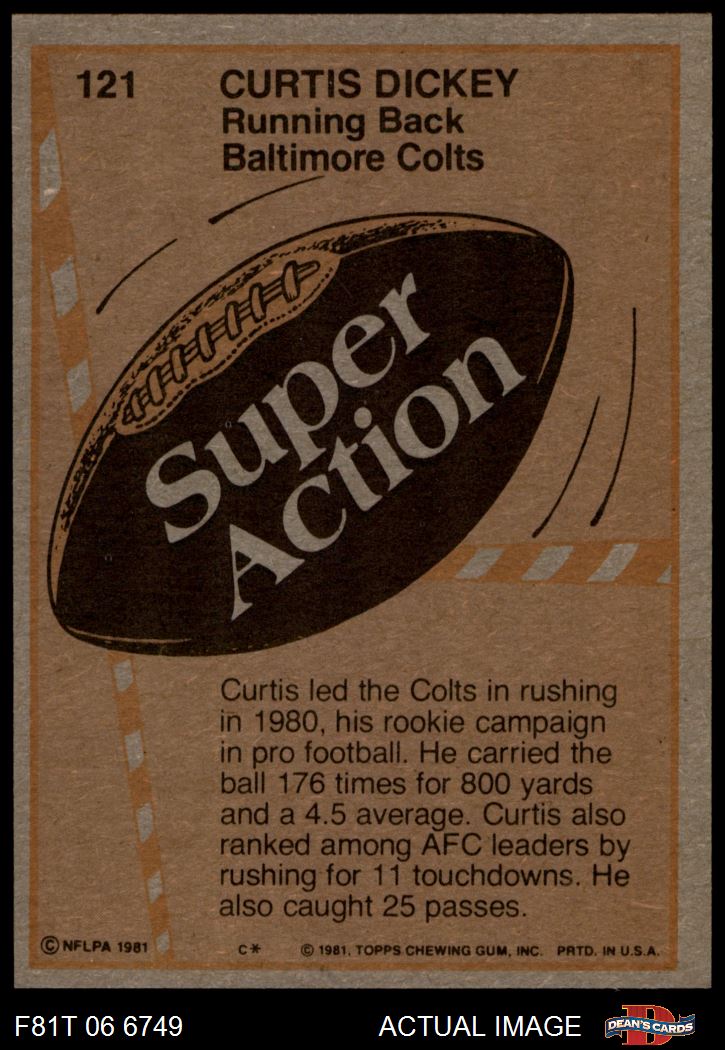 121
CURTIS DICKEY
Running Back
Baltimore Colts
Super
Action
Curtis led the Colts in rushing
in 1980, his rookie campaign
in pro football. He carried the
ball 176 times for 800 yards
and a 4.5 average. Curtis also
ranked among AFC leaders by
rushing for 11 touchdowns. He
also caught 25 passes.
© NFLPA 1981 C* © 1981, TOPPS CHEWING GUM, INC. PRTD. IN U.S.A.
F81T 06 6749 ACTUAL IMAGE DEAN'S CARDS